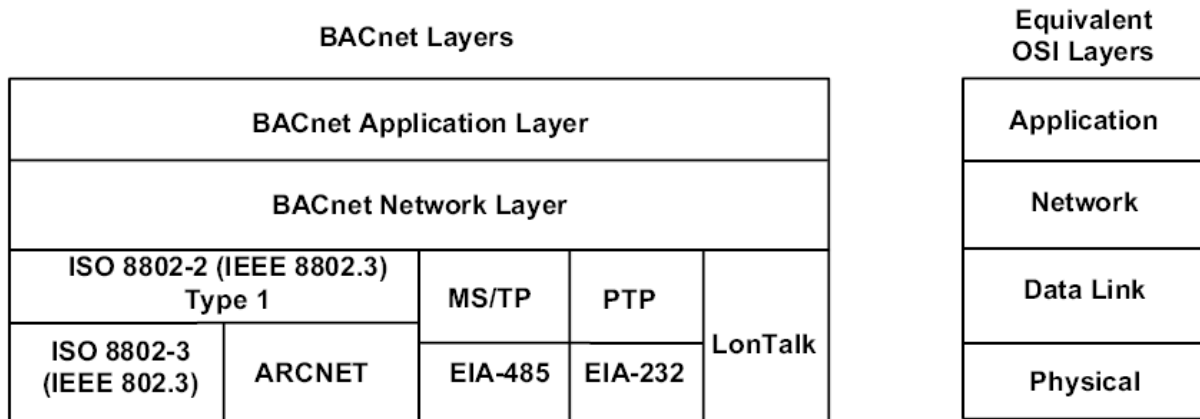 BACnet Layers
Equivalent
OSI Layers
BACnet Application Layer
Application
BACnet Network Layer
Network
ISO 8802-2 (IEEE 8802.3)
Type 1
MS/TP
PTP
LonTalk
Data Link
ISO 8802-3
(IEEE 802.3)
ARCNET
EIA-485
EIA-232
Physical